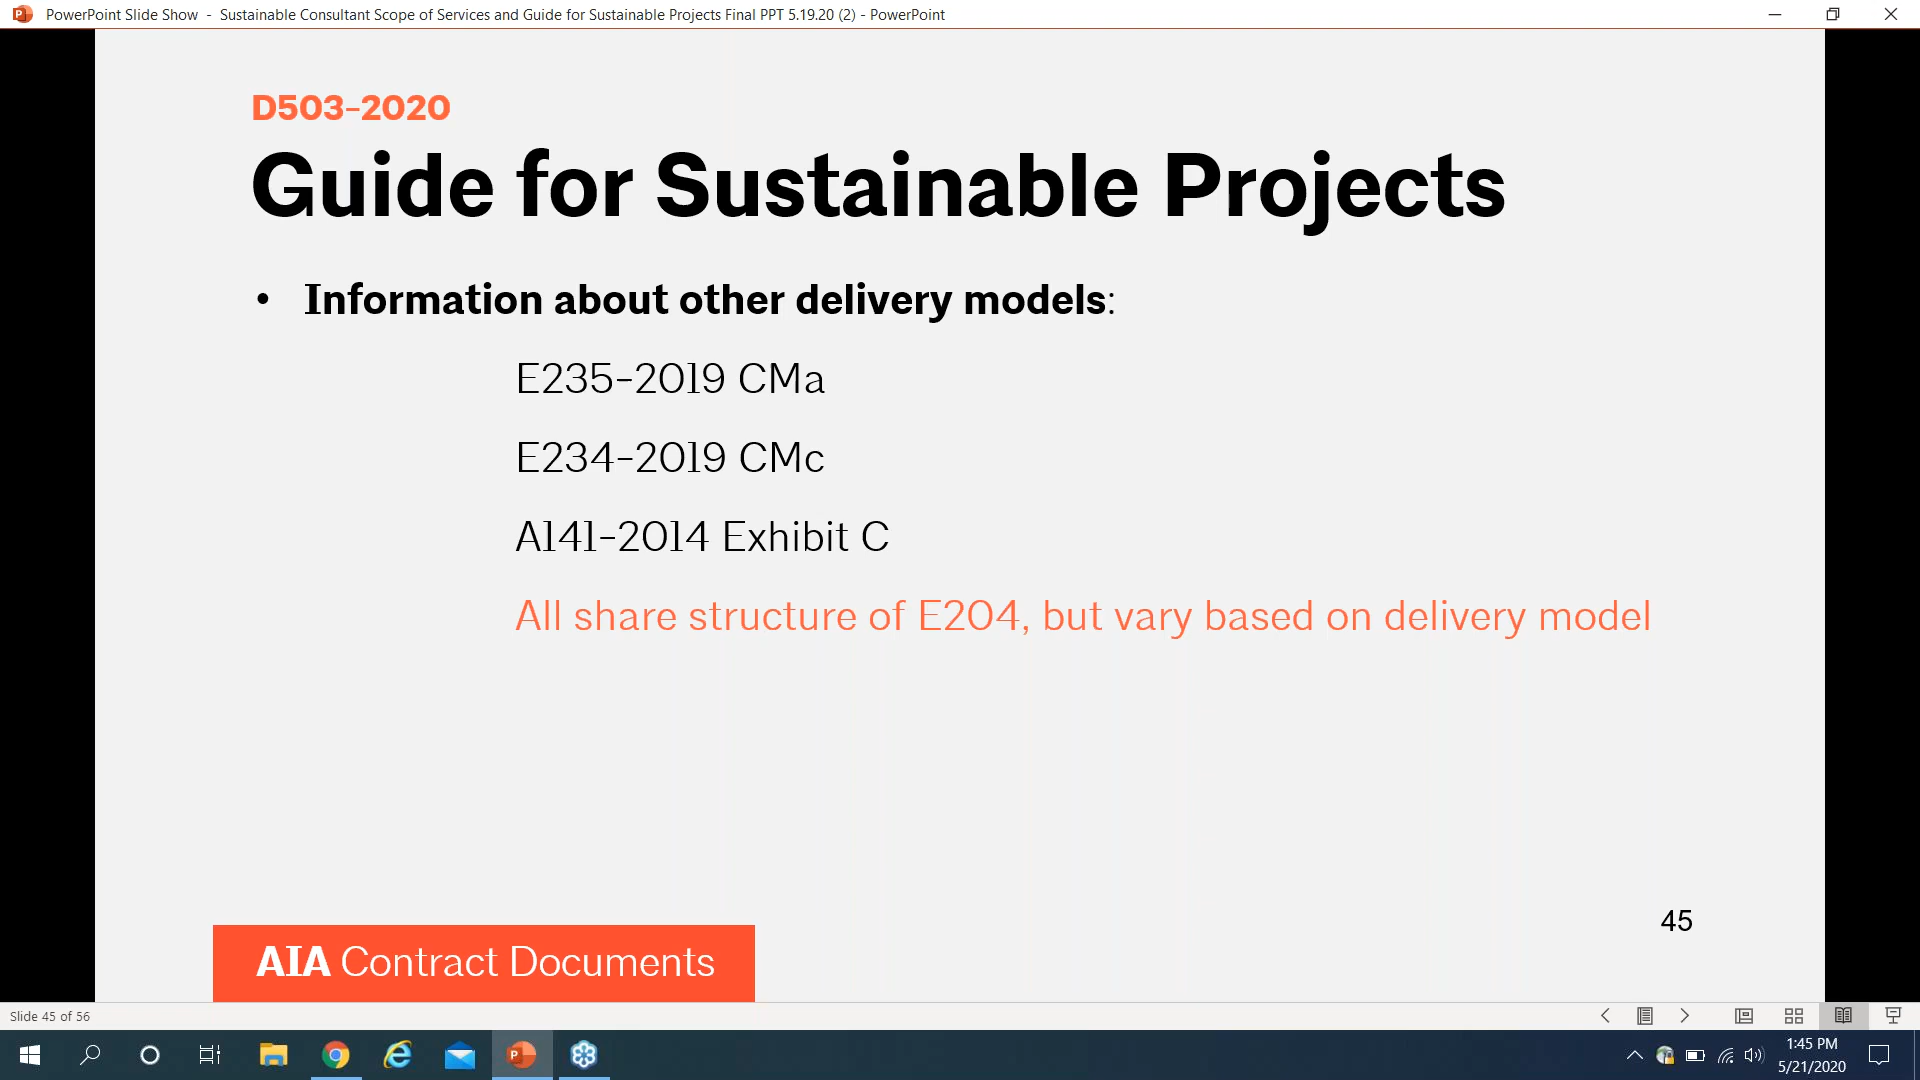 PowerPoint Slide Show - Sustainable Consultant Scope of Services and Guide for Sustainable Projects Final PPT 5.19.20 (2) - PowerPoint
D503-2020
Guide for Sustainable Projects
• Information about other delivery models:
E235-2019 CMa
E234-2019 CMc
A141-2014 Exhibit C
All share structure of E204, but vary based on delivery model
45
AIA Contract Documents
Slide 45 of 56
1:45 PM
5/21/2020